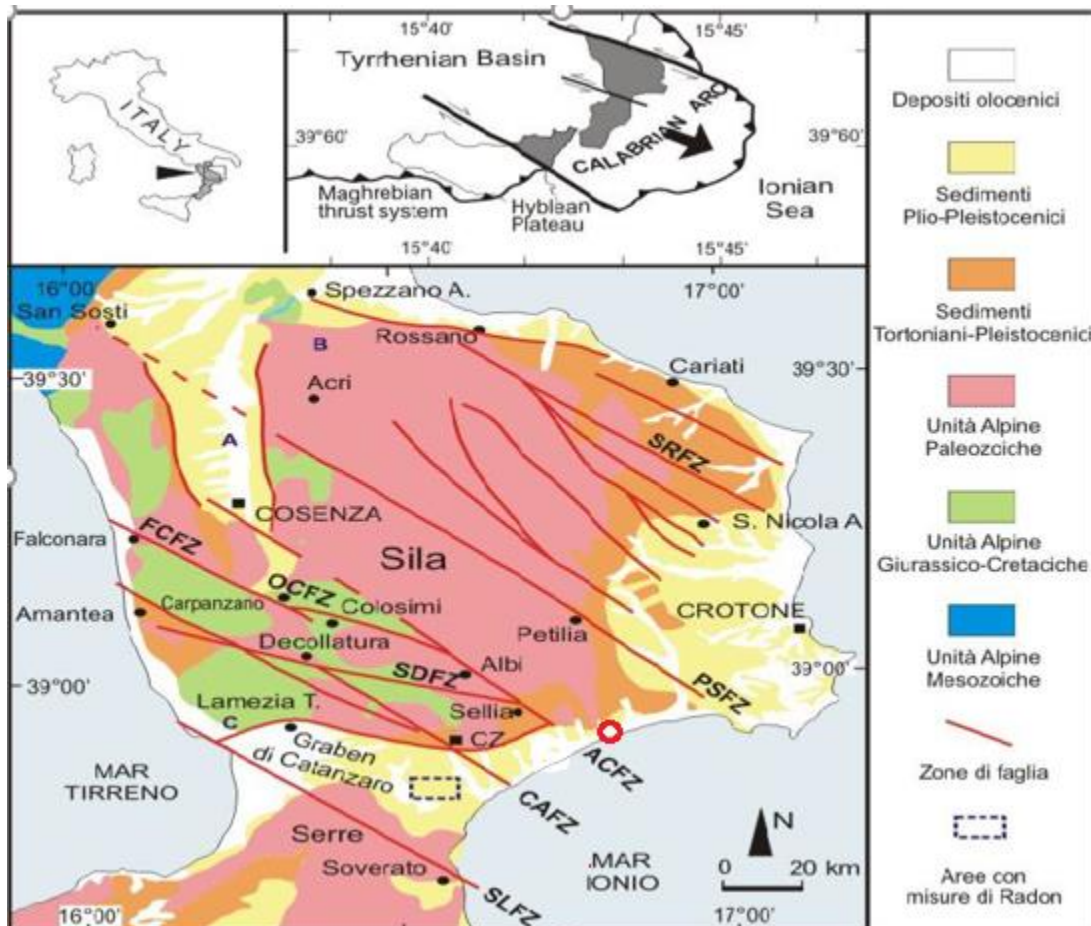 ITALY
15°40'
15°45'
Tyrrhenian Basin
39°60'
39°60'
CALABRIAN ARC
Maghrebian
thrust system
Hyblean
Plateau
Ionian
Sea
15°40'
15°45'
16°00'
17°00'
San Sosti
Spezzano A.
Rossano
B
Cariati
39°30'
39°30'
Acri
A
SRFZ
COSENZA
S. Nicola A
Falconara
FCFZ
Sila
OCFZ
CROTONE
Amantea
Carpanzano
Colosimi
Petilia
Decollatura
Albi
39°00'
39°00'
SDFZ
PSFZ
Lamezia T.
Sellia
C
CZ
Graben
di Catanzaro
ACFZ
MAR
TIRRENO
CAFZ
N
Serre
Soverato
MAR
IONIO
0 20 km
SLFZ
16°00'
17°00'
Depositi olocenici
Sedimenti
Plio-Pleistocenici
Sedimenti
Tortoniani-Pleistocenici
Unità Alpine
Paleozciche
Unità Alpine
Giurassico-Cretaciche
Unità Alpine
Mesozoiche
Zone di faglia
Aree con
misure di Radon